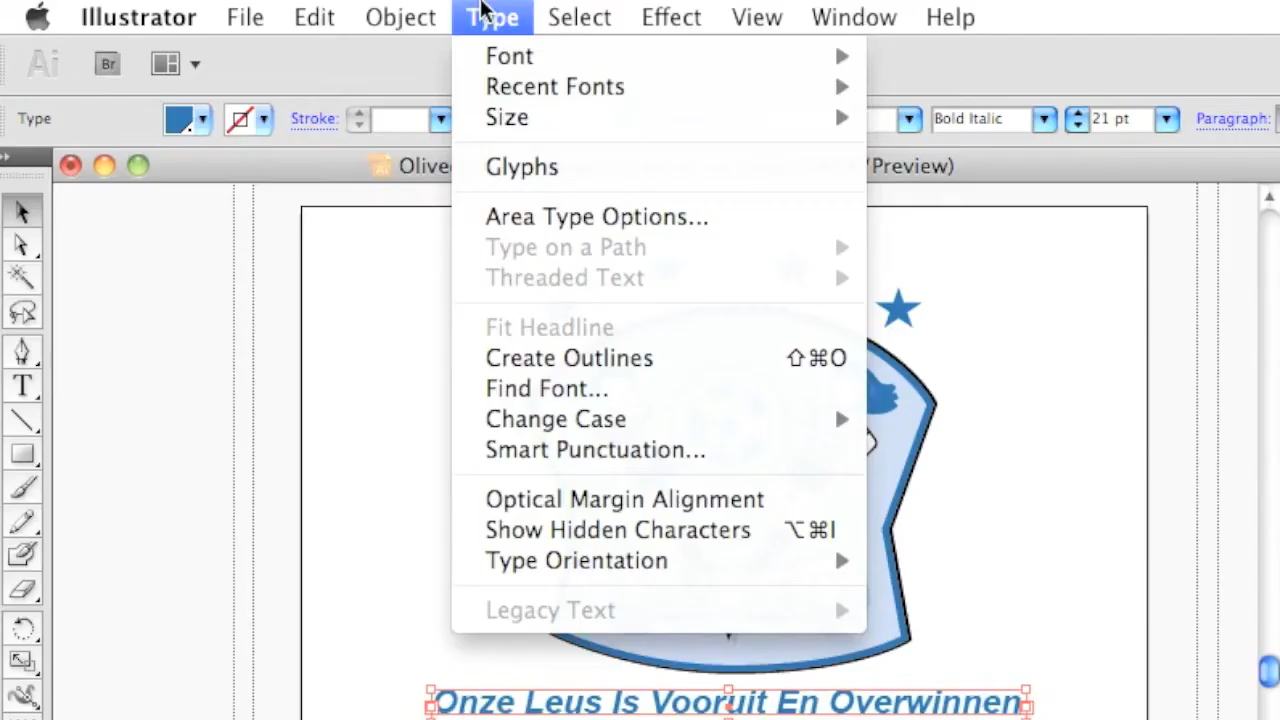 Illustrator File Edit Object Type Select Effect View Window Help
Ai Br
Type Stroke: Bold Italic 21 pt Paragraph:
Preview)
Font
Recent Fonts
Size
Glyphs
Area Type Options...
Type on a Path
Threaded Text
Fit Headline
Create Outlines ⇧⌘O
Find Font...
Change Case
Smart Punctuation...
Optical Margin Alignment
Show Hidden Characters ⌥⌘I
Type Orientation
Legacy Text
T
Onze Leus Is Vooruit En Overwinnen